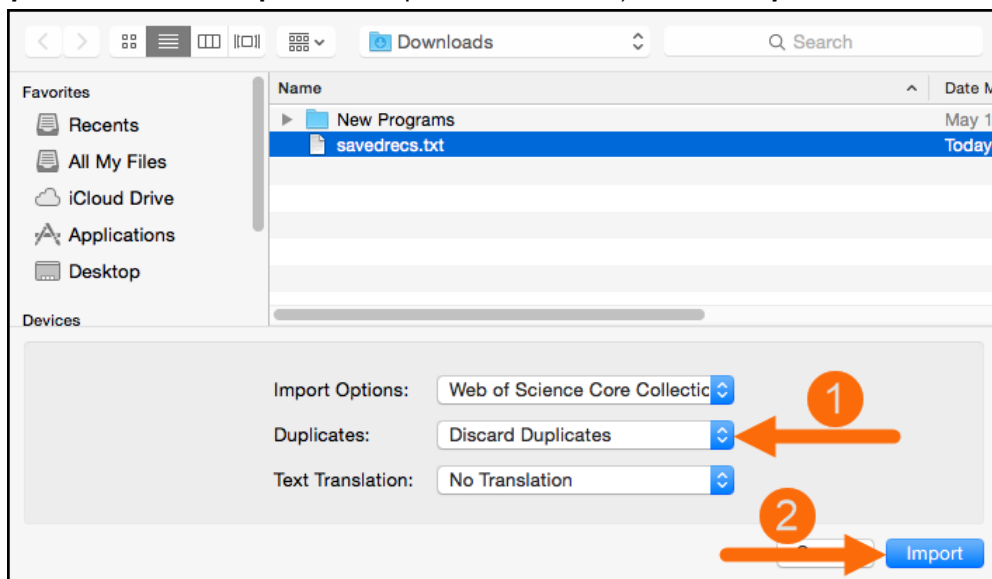 Downloads
Search
Favorites
Name
Date M
Recents
New Programs
May 1
savedrecs.txt
Today
All My Files
iCloud Drive
Applications
Desktop
Devices
Import Options: Web of Science Core Collectic
1
Duplicates: Discard Duplicates
Text Translation: No Translation
2
Import